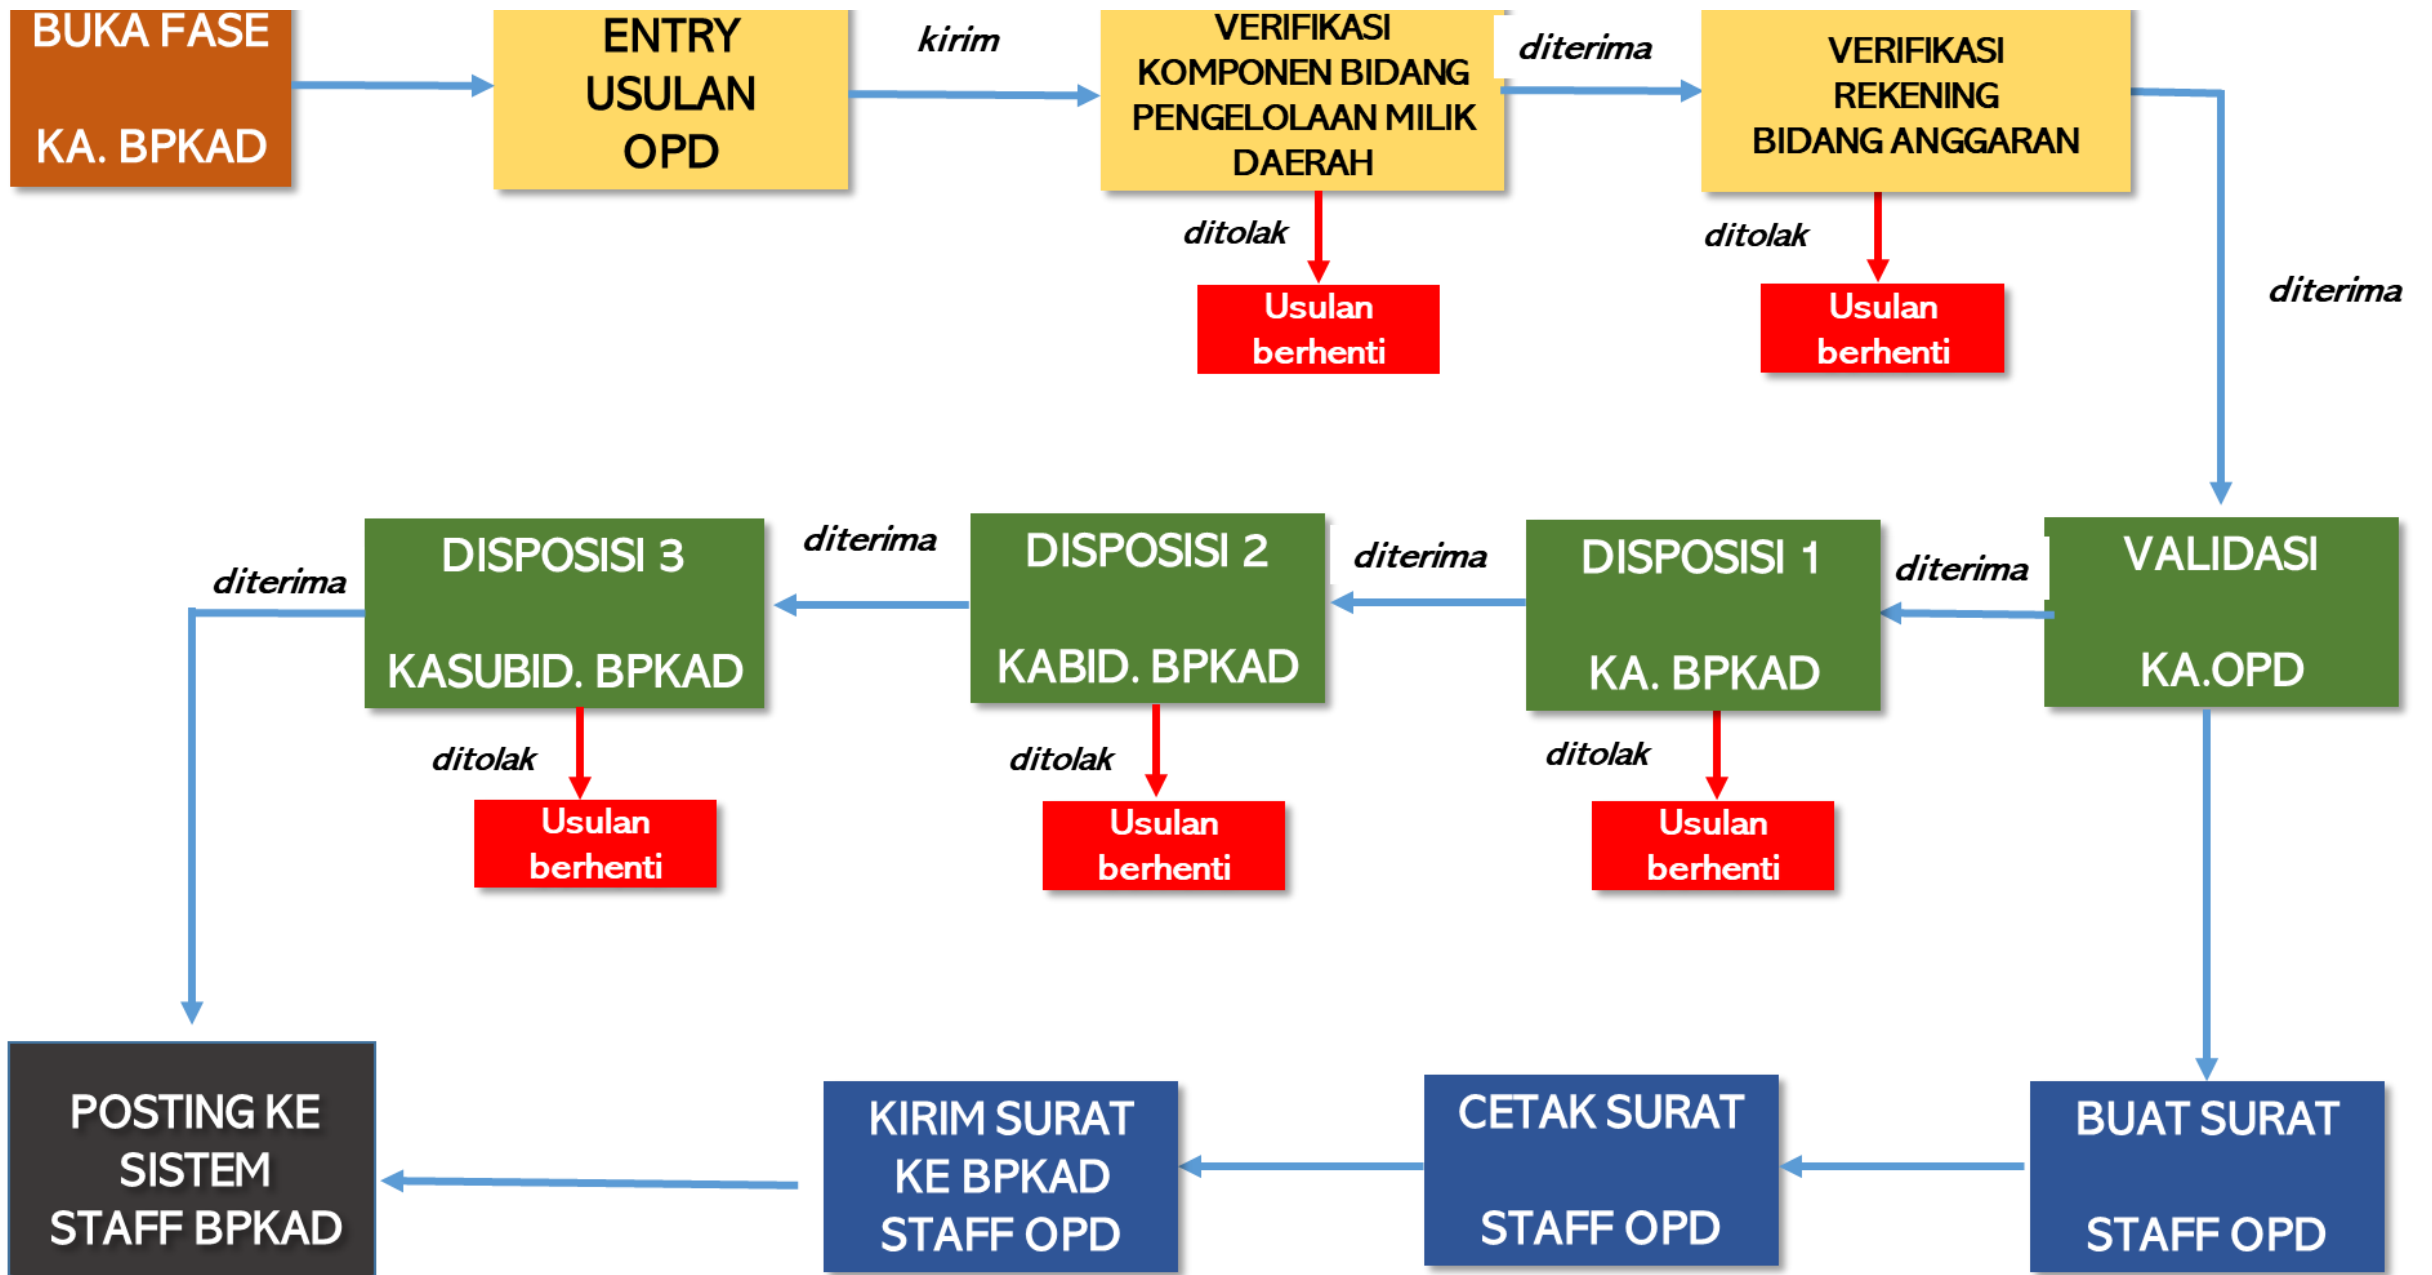 BUKA FASE
KA. BPKAD
ENTRY
USULAN
OPD
kirim
VERIFIKASI
KOMPONEN BIDANG
PENGELOLAAN MILIK
DAERAH
diterima
VERIFIKASI
REKENING
BIDANG ANGGARAN
ditolak
Usulan
berhenti
ditolak
Usulan
berhenti
diterima
VALIDASI
KA.OPD
diterima
DISPOSISI 1
KA. BPKAD
diterima
DISPOSISI 2
KABID. BPKAD
diterima
DISPOSISI 3
KASUBID. BPKAD
diterima
ditolak
Usulan
berhenti
ditolak
Usulan
berhenti
ditolak
Usulan
berhenti
BUAT SURAT
STAFF OPD
CETAK SURAT
STAFF OPD
KIRIM SURAT
KE BPKAD
STAFF OPD
POSTING KE
SISTEM
STAFF BPKAD